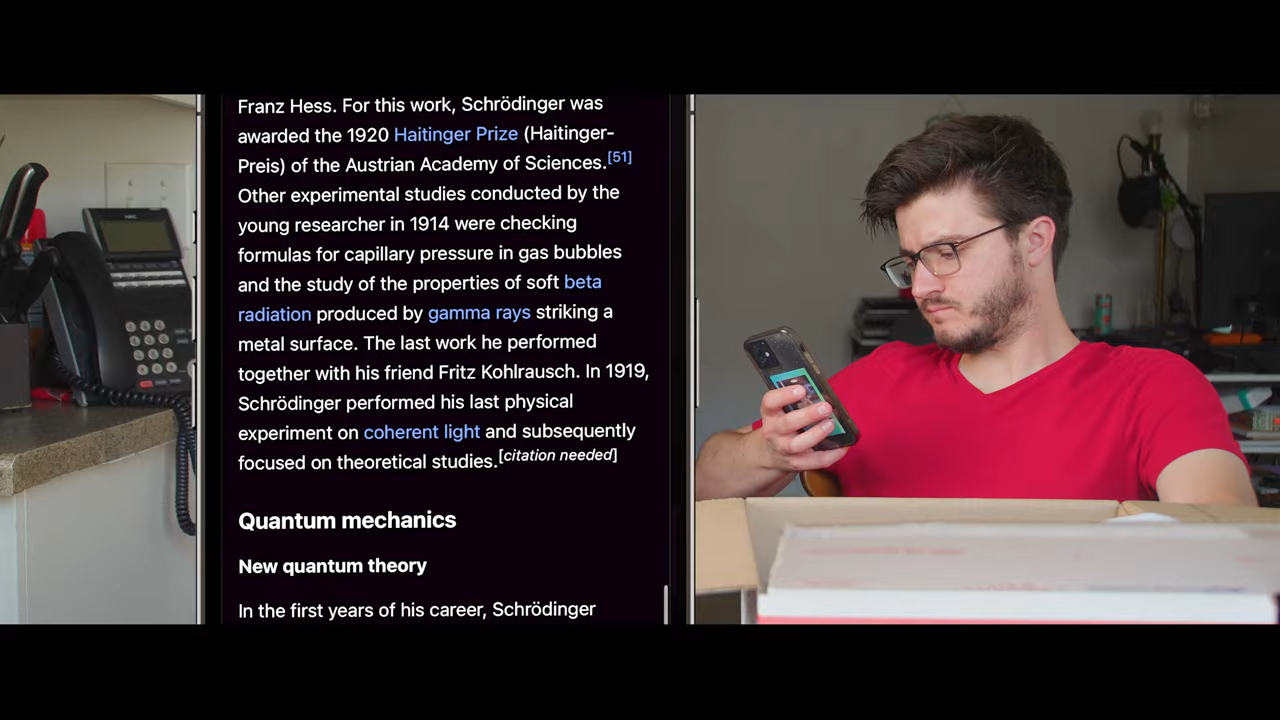 Franz Hess. For this work, Schrödinger was
awarded the 1920 Haitinger Prize (Haitinger-
Preis) of the Austrian Academy of Sciences.[51]
Other experimental studies conducted by the
young researcher in 1914 were checking
formulas for capillary pressure in gas bubbles
and the study of the properties of soft beta
radiation produced by gamma rays striking a
metal surface. The last work he performed
together with his friend Fritz Kohlrausch. In 1919,
Schrödinger performed his last physical
experiment on coherent light and subsequently
focused on theoretical studies.[citation needed]
Quantum mechanics
New quantum theory
In the first years of his career, Schrödinger